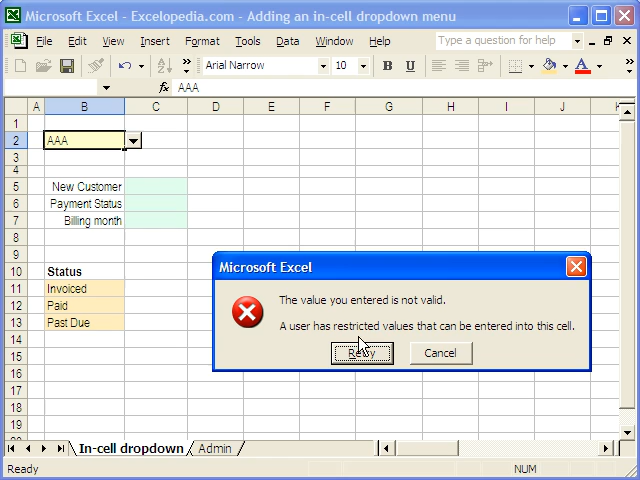 Microsoft Excel - Excelopedia.com - Adding an in-cell dropdown menu
File Edit View Insert Format Tools Data Window Help Type a question for help
Arial Narrow 10 B U A
fx AAA
A B C D E F G H I J K
1
2 AAA
3
4
5 New Customer
6 Payment Status
7 Billing month
8
9
10 Status
11 Invoiced
12 Paid
13 Past Due
14
15
16
17
18
19
Microsoft Excel
The value you entered is not valid.
A user has restricted values that can be entered into this cell.
Retry Cancel
In-cell dropdown Admin
Ready NUM